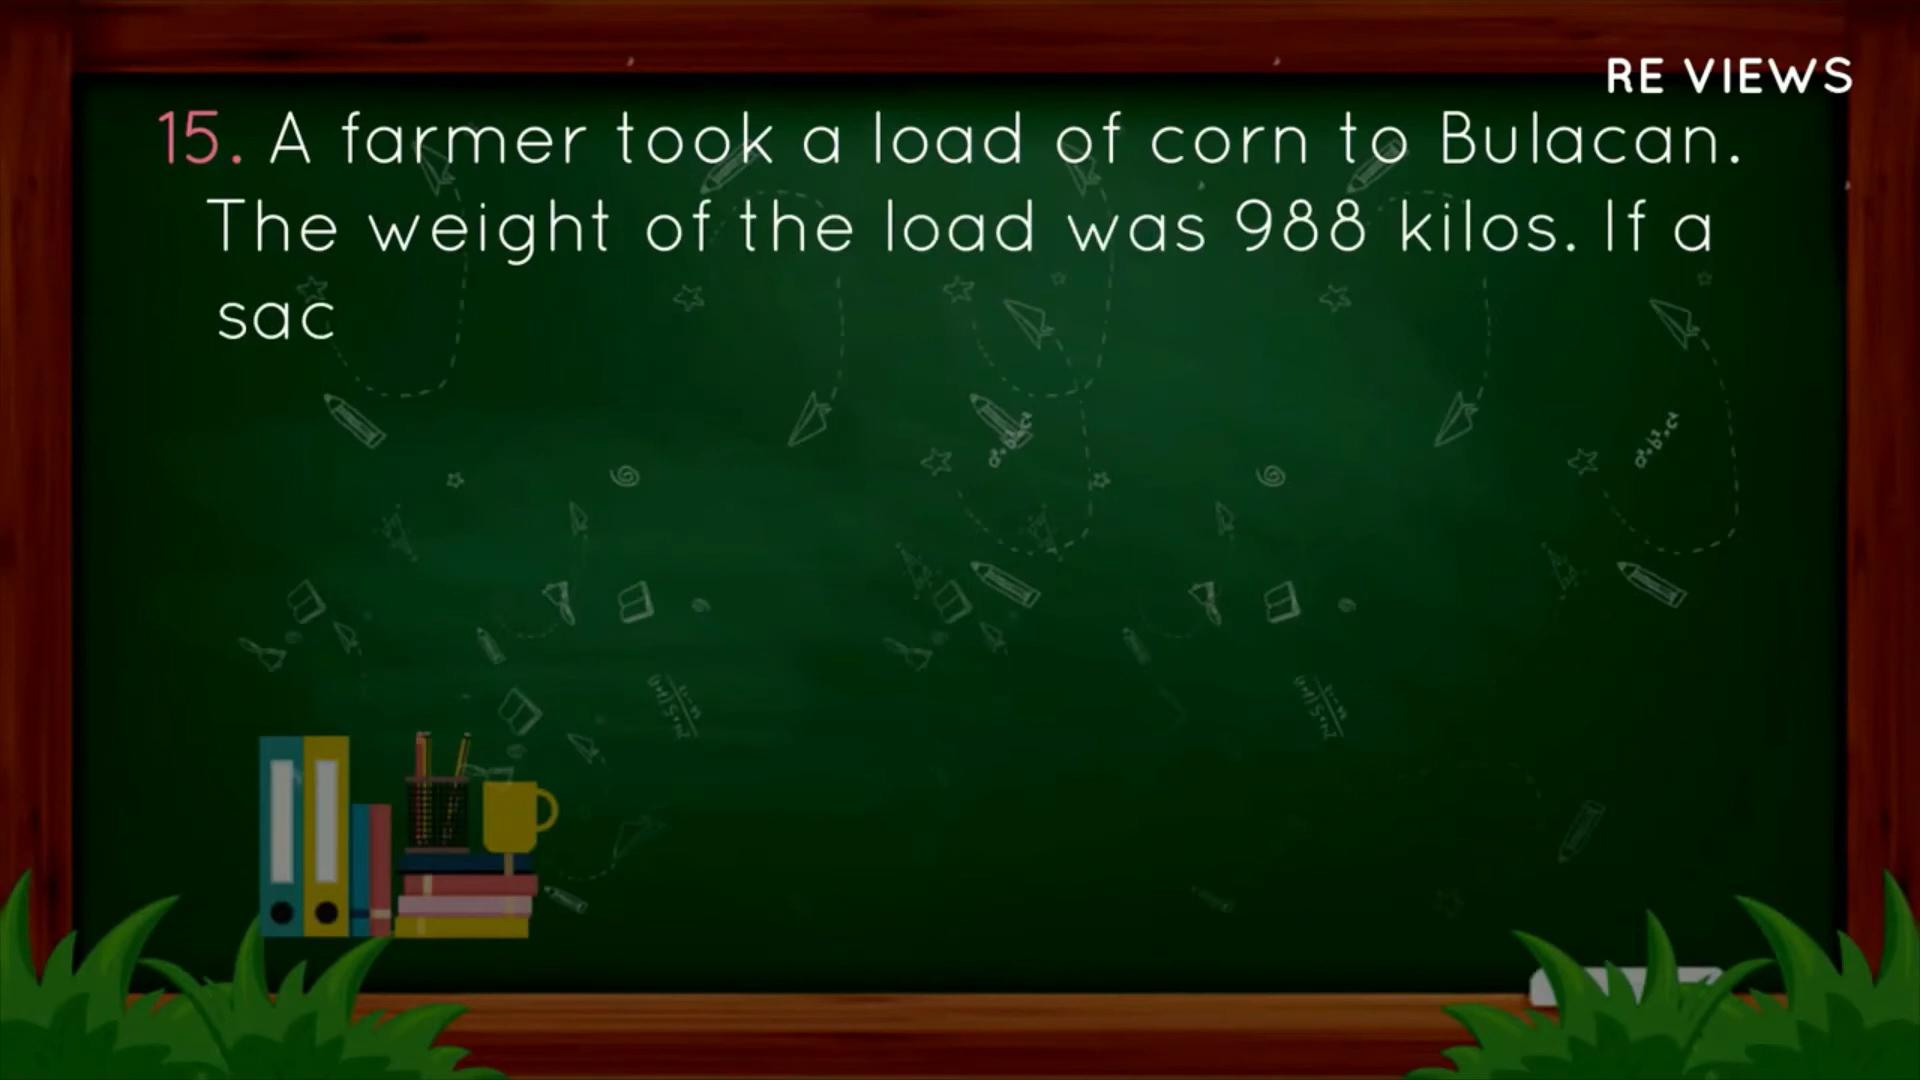 RE VIEWS
15. A farmer took a load of corn to Bulacan.
The weight of the load was 988 kilos. If a
sac